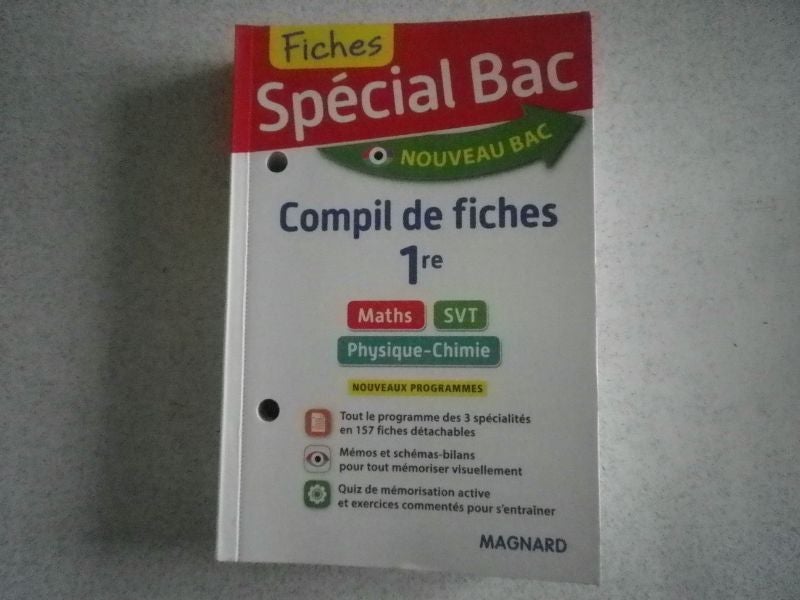 Fiches
Spécial Bac
NOUVEAU BAC
Compil de fiches
1re
Maths SVT
Physique-Chimie
NOUVEAUX PROGRAMMES
Tout le programme des 3 spécialités
en 157 fiches détachables
Mémos et schémas-bilans
pour tout mémoriser visuellement
Quiz de mémorisation active
et exercices commentés pour s'entraîner
MAGNARD